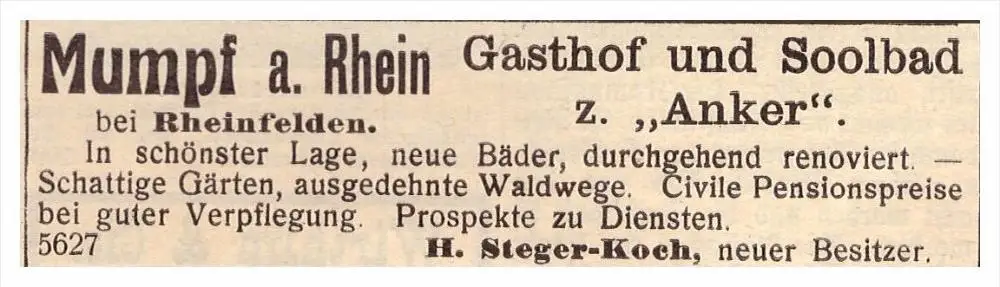 Mumpf a. Rhein
bei Rheinfelden.
Gasthof und Soolbad
z. „Anker“.
In schönster Lage, neue Bäder, durchgehend renoviert. —
Schattige Gärten, ausgedehnte Waldwege. Civile Pensionspreise
bei guter Verpflegung. Prospekte zu Diensten.
5627 H. Steger-Koch, neuer Besitzer.